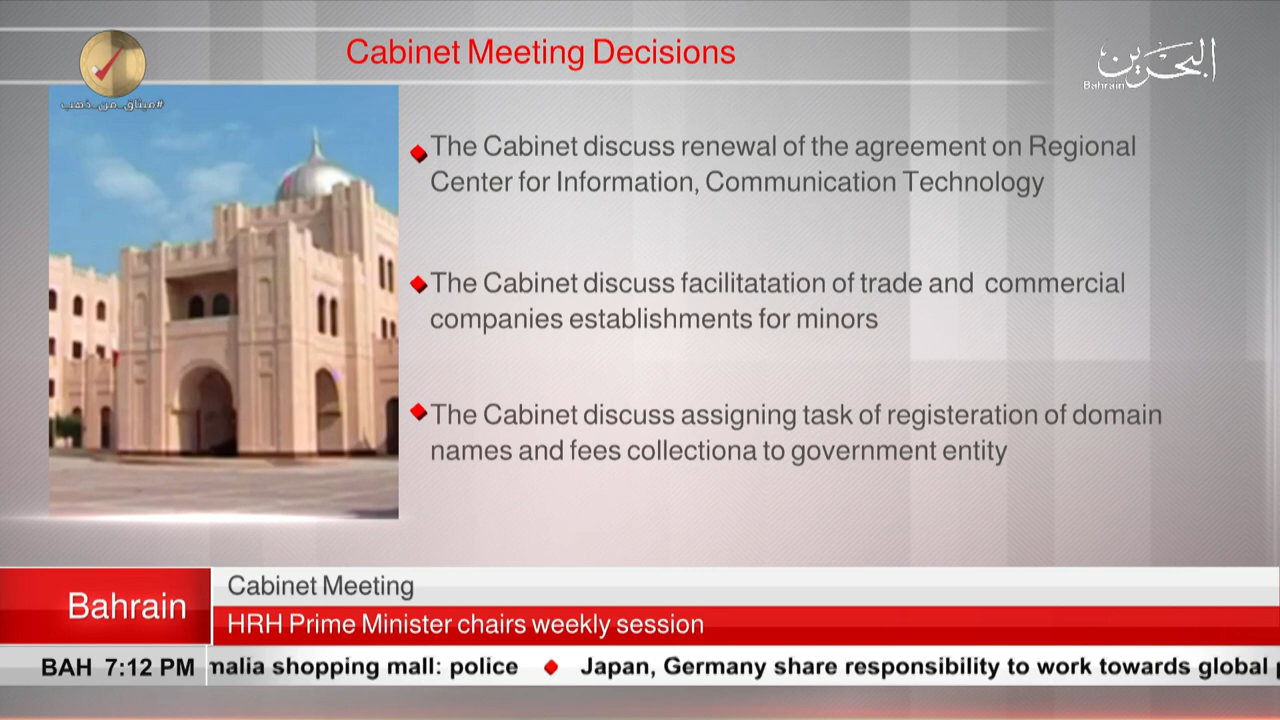 Cabinet Meeting Decisions
#ميثاق_من_ذهب
البحرين
Bahrain
The Cabinet discuss renewal of the agreement on Regional
Center for Information, Communication Technology
The Cabinet discuss facilitatation of trade and commercial
companies establishments for minors
The Cabinet discuss assigning task of registeration of domain
names and fees collectiona to government entity
Bahrain
Cabinet Meeting
HRH Prime Minister chairs weekly session
BAH 7:12 PM
malia shopping mall: police
Japan, Germany share responsibility to work towards global